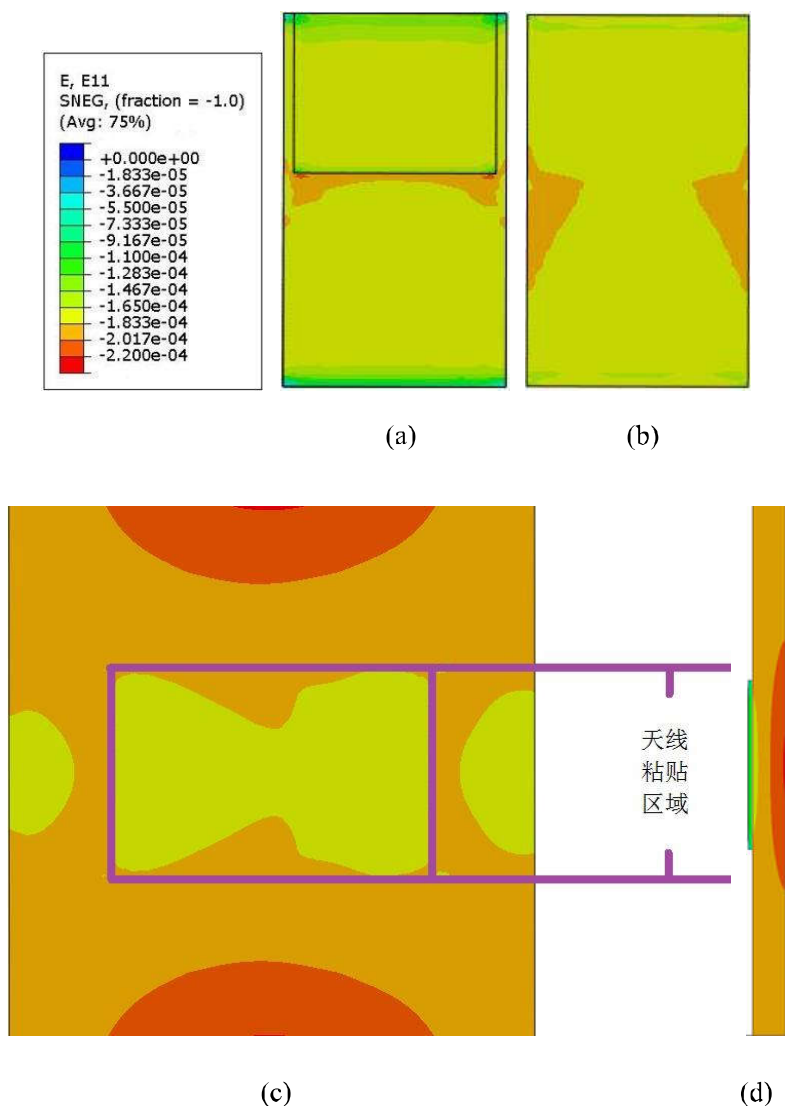 E, E11
SNEG, (fraction = -1.0)
(Avg: 75%)
+0.000e+00
-1.833e-05
-3.667e-05
-5.500e-05
-7.333e-05
-9.167e-05
-1.100e-04
-1.283e-04
-1.467e-04
-1.650e-04
-1.833e-04
-2.017e-04
-2.200e-04
(a)
(b)
天线
粘贴
区域
(c)
(d)